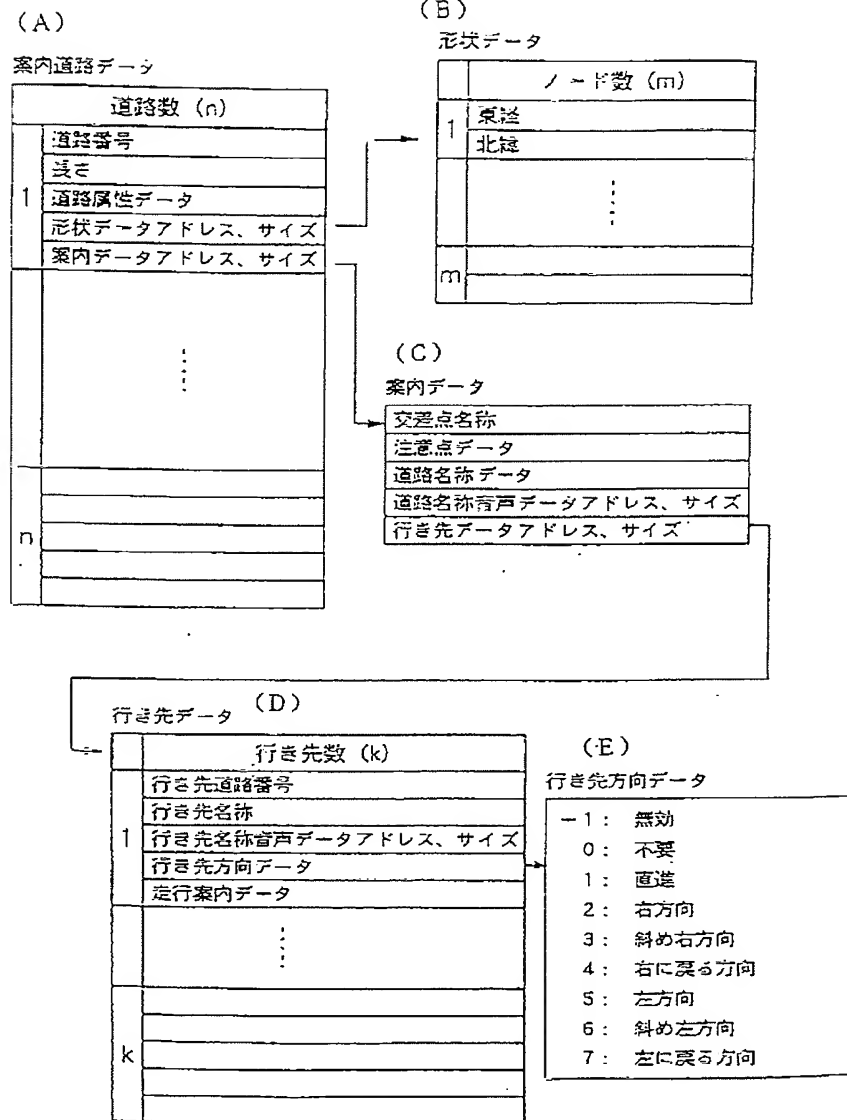 (A)
案内道路データ
道路数 (n)
1
道路番号
長さ
道路属性データ
形状データアドレス、サイズ
案内データアドレス、サイズ
n
(B)
形状データ
ノード数 (m)
1
東経
北緯
m
(C)
案内データ
交差点名称
注意点データ
道路名称データ
道路名称音声データアドレス、サイズ
行き先データアドレス、サイズ
(D)
行き先データ
行き先数 (k)
1
行き先道路番号
行き先名称
行き先名称音声データアドレス、サイズ
行き先方向データ
走行案内データ
k
(E)
行き先方向データ
−1: 無効
0: 不要
1: 直進
2: 右方向
3: 斜め右方向
4: 右に戻る方向
5: 左方向
6: 斜め左方向
7: 左に戻る方向